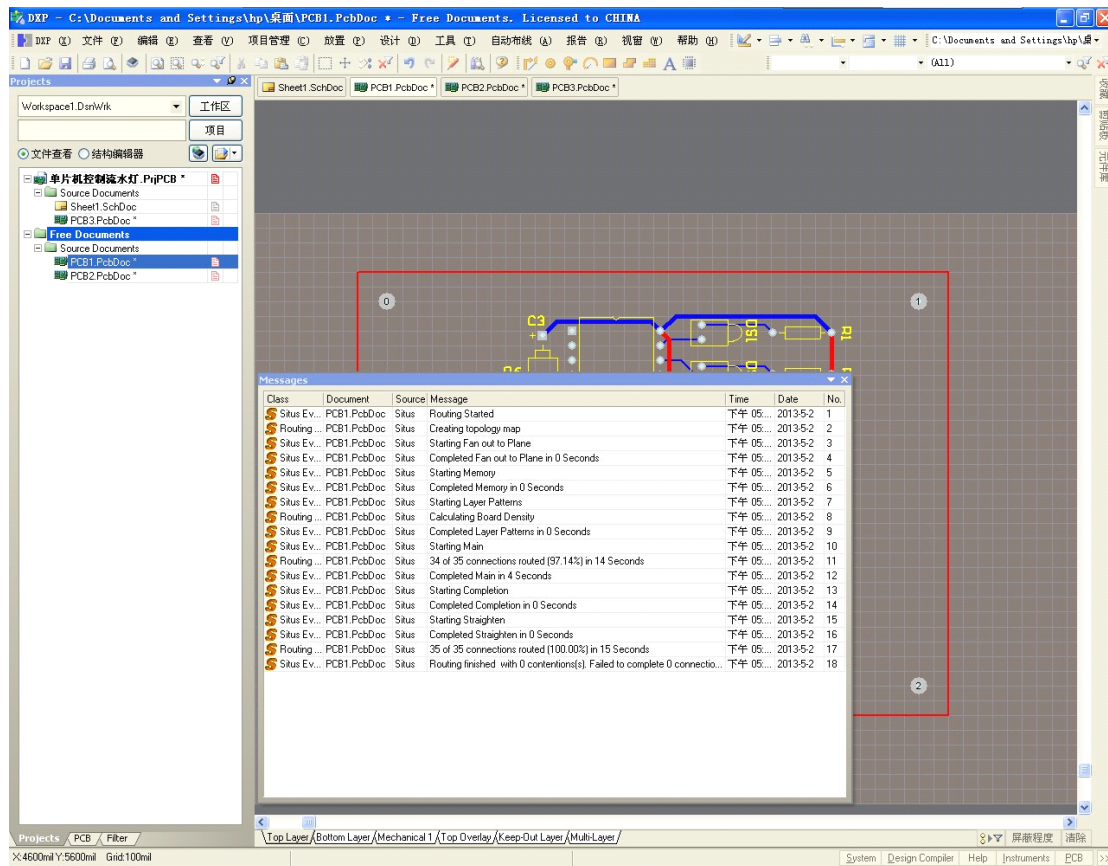 DXP - C:\Documents and Settings\hp\桌面\PCB1.PcbDoc * - Free Documents. Licensed to CHINA
DXP (X) 文件 (F) 编辑 (E) 查看 (V) 项目管理 (C) 放置 (P) 设计 (D) 工具 (T) 自动布线 (A) 报告 (R) 视窗 (W) 帮助 (H) C:\Documents and Settings\hp\桌
(All)
Projects
Workspace1.DsnWrk 工作区
项目
文件查看 结构编辑器
单片机控制流水灯.PrjPCB *
Source Documents
Sheet1.SchDoc
PCB3.PcbDoc *
Free Documents
Source Documents
PCB1.PcbDoc *
PCB2.PcbDoc *
Sheet1.SchDoc PCB1.PcbDoc * PCB2.PcbDoc * PCB3.PcbDoc *
收藏
剪贴板
元件库
0
1
C3
+
R1
Messages
Class Document Source Message Time Date No.
Situs Ev... PCB1.PcbDoc Situs Routing Started 下午 05:... 2013-5-2 1
Routing ... PCB1.PcbDoc Situs Creating topology map 下午 05:... 2013-5-2 2
Situs Ev... PCB1.PcbDoc Situs Starting Fan out to Plane 下午 05:... 2013-5-2 3
Situs Ev... PCB1.PcbDoc Situs Completed Fan out to Plane in 0 Seconds 下午 05:... 2013-5-2 4
Situs Ev... PCB1.PcbDoc Situs Starting Memory 下午 05:... 2013-5-2 5
Situs Ev... PCB1.PcbDoc Situs Completed Memory in 0 Seconds 下午 05:... 2013-5-2 6
Situs Ev... PCB1.PcbDoc Situs Starting Layer Patterns 下午 05:... 2013-5-2 7
Routing ... PCB1.PcbDoc Situs Calculating Board Density 下午 05:... 2013-5-2 8
Situs Ev... PCB1.PcbDoc Situs Completed Layer Patterns in 0 Seconds 下午 05:... 2013-5-2 9
Situs Ev... PCB1.PcbDoc Situs Starting Main 下午 05:... 2013-5-2 10
Routing ... PCB1.PcbDoc Situs 34 of 35 connections routed (97.14%) in 14 Seconds 下午 05:... 2013-5-2 11
Situs Ev... PCB1.PcbDoc Situs Completed Main in 4 Seconds 下午 05:... 2013-5-2 12
Situs Ev... PCB1.PcbDoc Situs Starting Completion 下午 05:... 2013-5-2 13
Situs Ev... PCB1.PcbDoc Situs Completed Completion in 0 Seconds 下午 05:... 2013-5-2 14
Situs Ev... PCB1.PcbDoc Situs Starting Straighten 下午 05:... 2013-5-2 15
Situs Ev... PCB1.PcbDoc Situs Completed Straighten in 0 Seconds 下午 05:... 2013-5-2 16
Routing ... PCB1.PcbDoc Situs 35 of 35 connections routed (100.00%) in 15 Seconds 下午 05:... 2013-5-2 17
Situs Ev... PCB1.PcbDoc Situs Routing finished with 0 contentions(s). Failed to complete 0 connectio... 下午 05:... 2013-5-2 18
2
Projects PCB Filter
Top Layer Bottom Layer Mechanical 1 Top Overlay Keep-Out Layer Multi-Layer 屏蔽程度 清除
X:4600mil Y:5600mil Grid:100mil System Design Compiler Help Instruments PCB >>